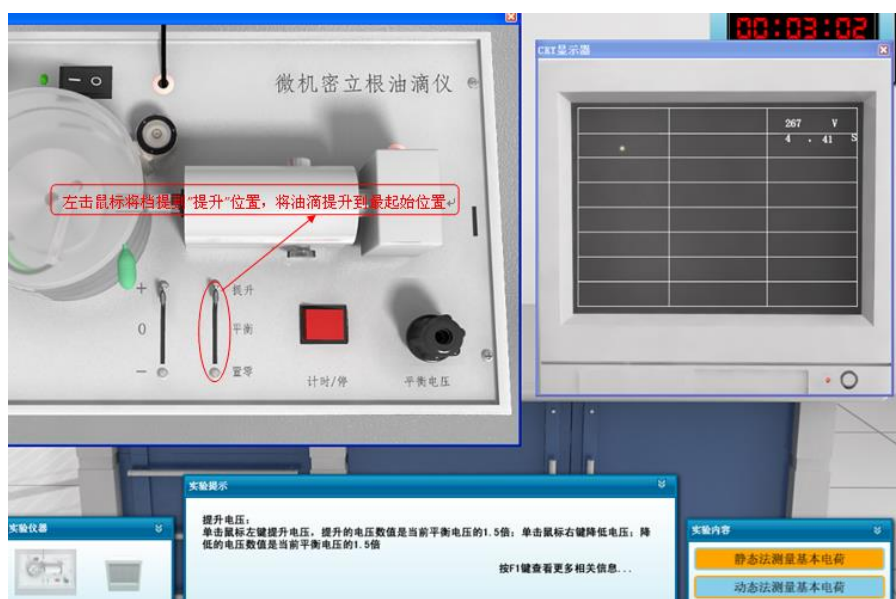 00:03:02
CRT显示器
微机密立根油滴仪
267 V
4 . 41 S
左击鼠标将档提到"提升"位置，将油滴提升到最起始位置
+
提升
0
平衡
-
置零
计时/停
平衡电压
实验提示
提升电压：
单击鼠标左键提升电压，提升的电压数值是当前平衡电压的1.5倍；单击鼠标右键降低电压；降
低的电压数值是当前平衡电压的1.5倍
按F1键查看更多相关信息...
实验仪器
实验内容
静态法测量基本电荷
动态法测量基本电荷